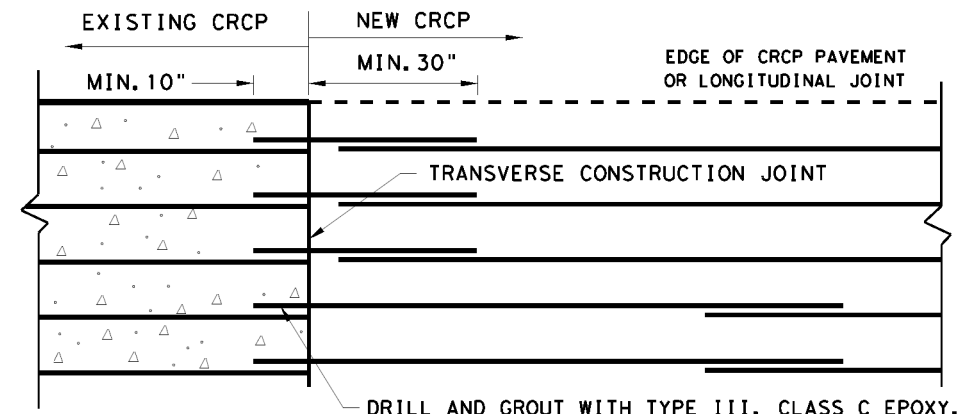 EXISTING CRCP
NEW CRCP
MIN. 10"
MIN. 30"
EDGE OF CRCP PAVEMENT
OR LONGITUDINAL JOINT
TRANSVERSE CONSTRUCTION JOINT
DRILL AND GROUT WITH TYPE III, CLASS C EPOXY.